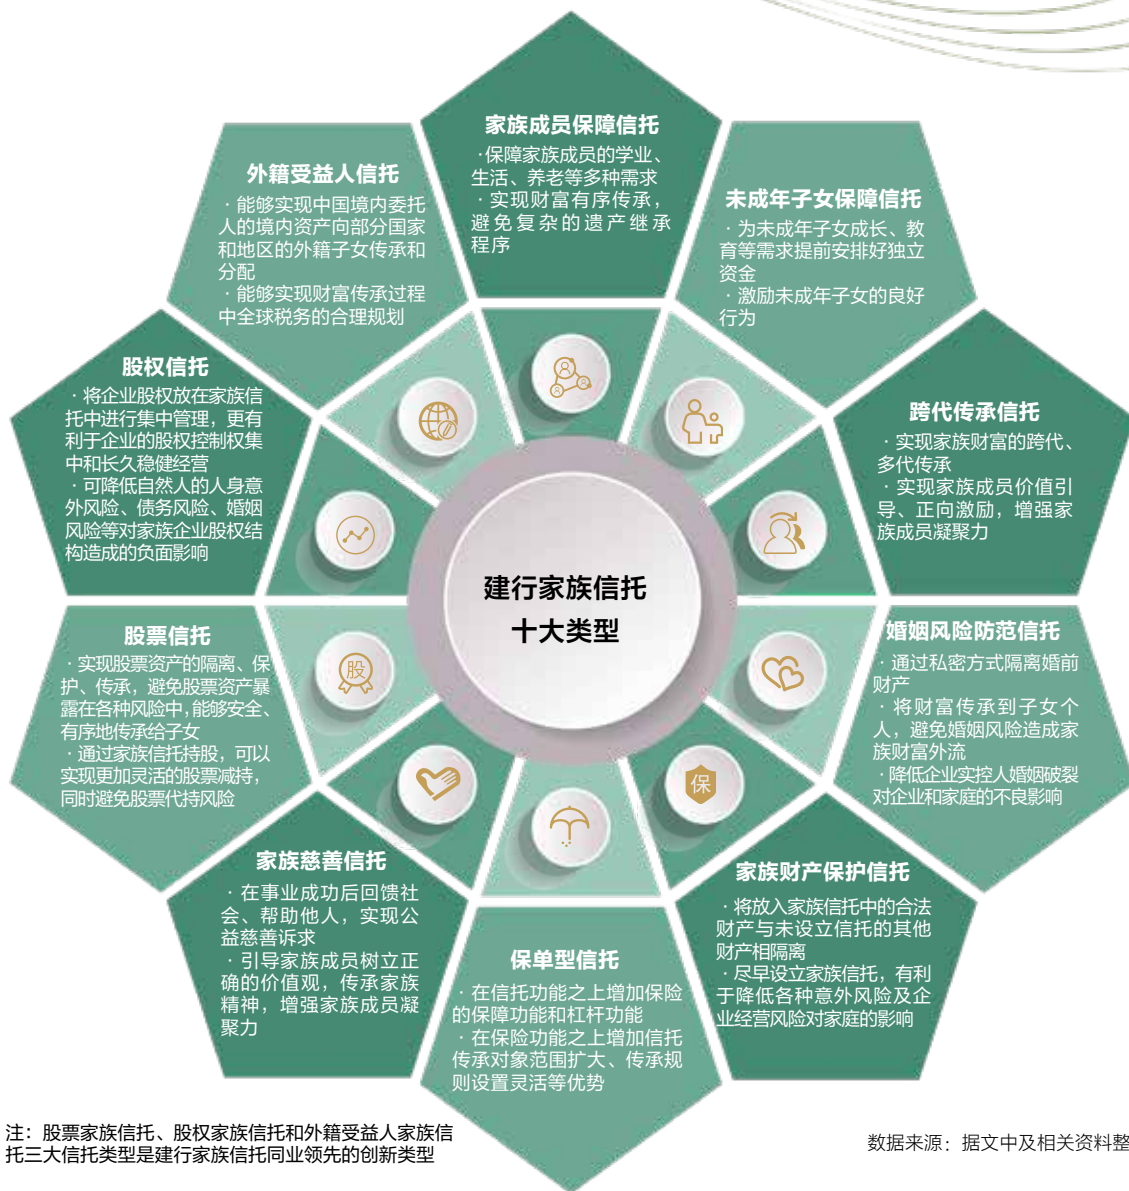 家族成员保障信托
·保障家族成员的学业、
生活、养老等多种需求
·实现财富有序传承，
避免复杂的遗产继承
程序
未成年子女保障信托
·为未成年子女成长、教
育等需求提前安排好独立
资金
·激励未成年子女的良好
行为
跨代传承信托
·实现家族财富的跨代、
多代传承
·实现家族成员价值引
导、正向激励，增强家
族成员凝聚力
婚姻风险防范信托
·通过私密方式隔离婚前
财产
·将财富传承到子女个
人，避免婚姻风险造成家
族财富外流
·降低企业实控人婚姻破裂
对企业和家庭的不良影响
家族财产保护信托
·将放入家族信托中的合法
财产与未设立信托的其他
财产相隔离
·尽早设立家族信托，有利
于降低各种意外风险及企
业经营风险对家庭的影响
保单型信托
·在信托功能之上增加保险
的保障功能和杠杆功能
·在保险功能之上增加信托
传承对象范围扩大、传承规
则设置灵活等优势
家族慈善信托
·在事业成功后回馈社
会、帮助他人，实现公
益慈善诉求
·引导家族成员树立正
确的价值观，传承家族
精神，增强家族成员凝
聚力
股票信托
·实现股票资产的隔离、保
护、传承，避免股票资产暴
露在各种风险中，能够安全、
有序地传承给子女
·通过家族信托持股，可以
实现更加灵活的股票减持，
同时避免股票代持风险
股权信托
·将企业股权放在家族信
托中进行集中管理，更有
利于企业的股权控制权集
中和长久稳健经营
·可降低自然人的人身意
外风险、债务风险、婚姻
风险等对家族企业股权结
构造成的负面影响
外籍受益人信托
·能够实现中国境内委托
人的境内资产向部分国家
和地区的外籍子女传承和
分配
·能够实现财富传承过程
中全球税务的合理规划
股
保
建行家族信托
十大类型
注：股票家族信托、股权家族信托和外籍受益人家族信
托三大信托类型是建行家族信托同业领先的创新类型
数据来源：据文中及相关资料整